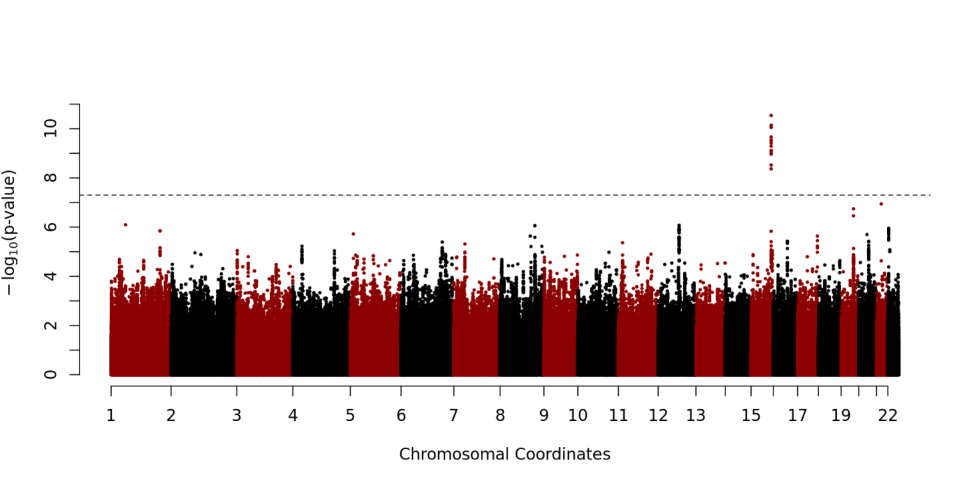 − log10(p-value)
0 2 4 6 8 10
1 2 3 4 5 6 7 8 9 10 11 12 13 15 17 19 22
Chromosomal Coordinates